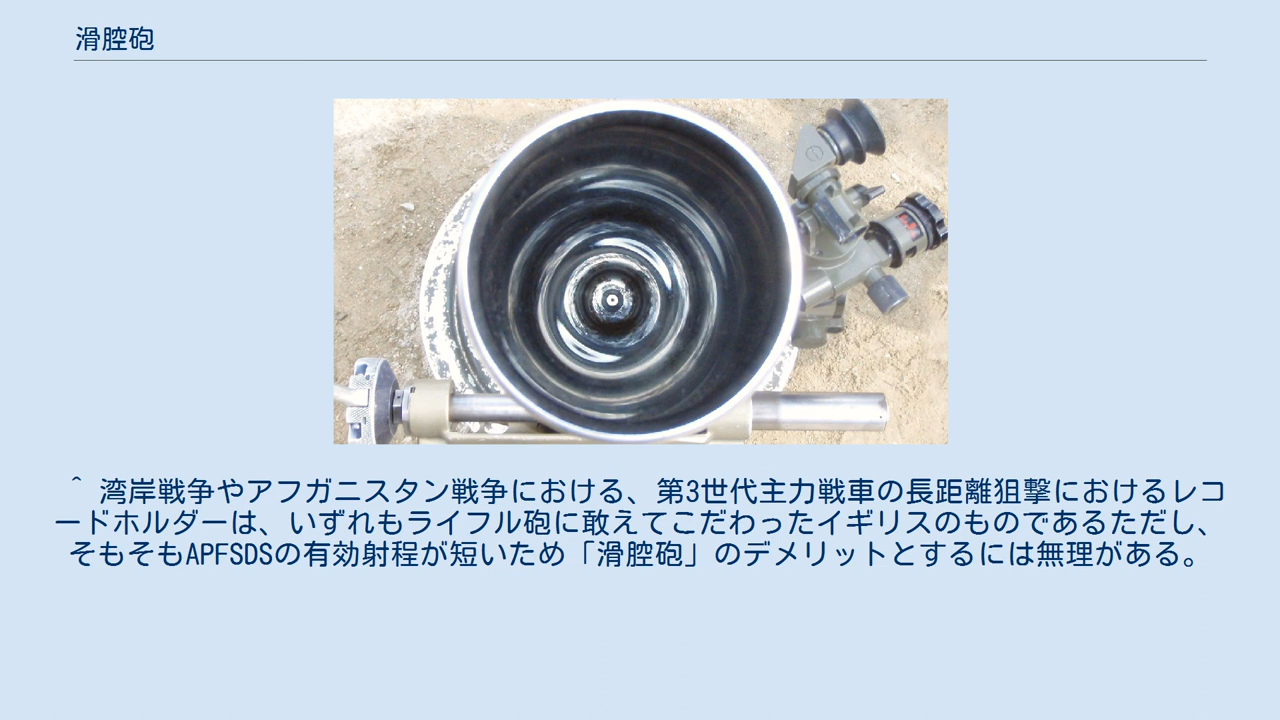 滑腔砲
^ 湾岸戦争やアフガニスタン戦争における、第3世代主力戦車の長距離狙撃におけるレコ
ードホルダーは、いずれもライフル砲に敢えてこだわったイギリスのものであるただし、
そもそもAPFSDSの有効射程が短いため「滑腔砲」のデメリットとするには無理がある。